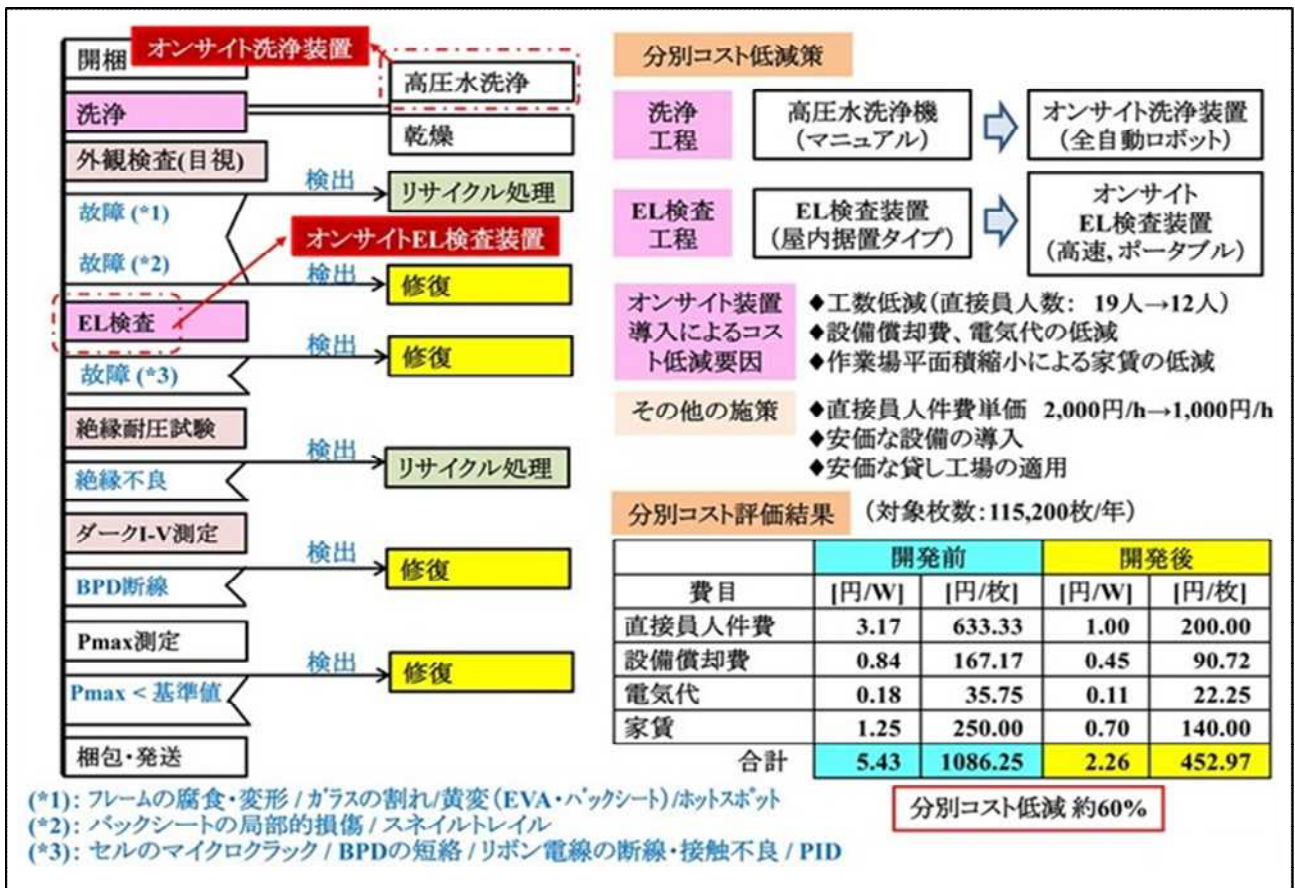 開梱
オンサイト洗浄装置
高圧水洗浄
洗浄
乾燥
外観検査(目視)
検出
リサイクル処理
故障 (*1)
オンサイトEL検査装置
故障 (*2)
検出
修復
EL検査
検出
修復
故障 (*3)
絶縁耐圧試験
検出
リサイクル処理
絶縁不良
ダークI-V測定
検出
修復
BPD断線
Pmax測定
検出
修復
Pmax < 基準値
梱包・発送
分別コスト低減策
洗浄
工程
高圧水洗浄機
(マニュアル)
オンサイト洗浄装置
(全自動ロボット)
EL検査
工程
EL検査装置
(屋内据置タイプ)
オンサイト
EL検査装置
(高速,ポータブル)
オンサイト装置
導入によるコス
ト低減要因
◆工数低減(直接員人数: 19人→12人)
◆設備償却費、電気代の低減
◆作業場平面積縮小による家賃の低減
その他の施策
◆直接員人件費単価 2,000円/h→1,000円/h
◆安価な設備の導入
◆安価な貸し工場の適用
分別コスト評価結果 (対象枚数:115,200枚/年)
開発前 開発後
費目 [円/W] [円/枚] [円/W] [円/枚]
直接員人件費 3.17 633.33 1.00 200.00
設備償却費 0.84 167.17 0.45 90.72
電気代 0.18 35.75 0.11 22.25
家賃 1.25 250.00 0.70 140.00
合計 5.43 1086.25 2.26 452.97
分別コスト低減 約60%
(*1): フレームの腐食・変形 / ガラスの割れ/黄変(EVA・バックシート)/ホットスポット
(*2): バックシートの局部的損傷 / スネイルトレイル
(*3): セルのマイクロクラック / BPDの短絡 / リボン電線の断線・接触不良 / PID